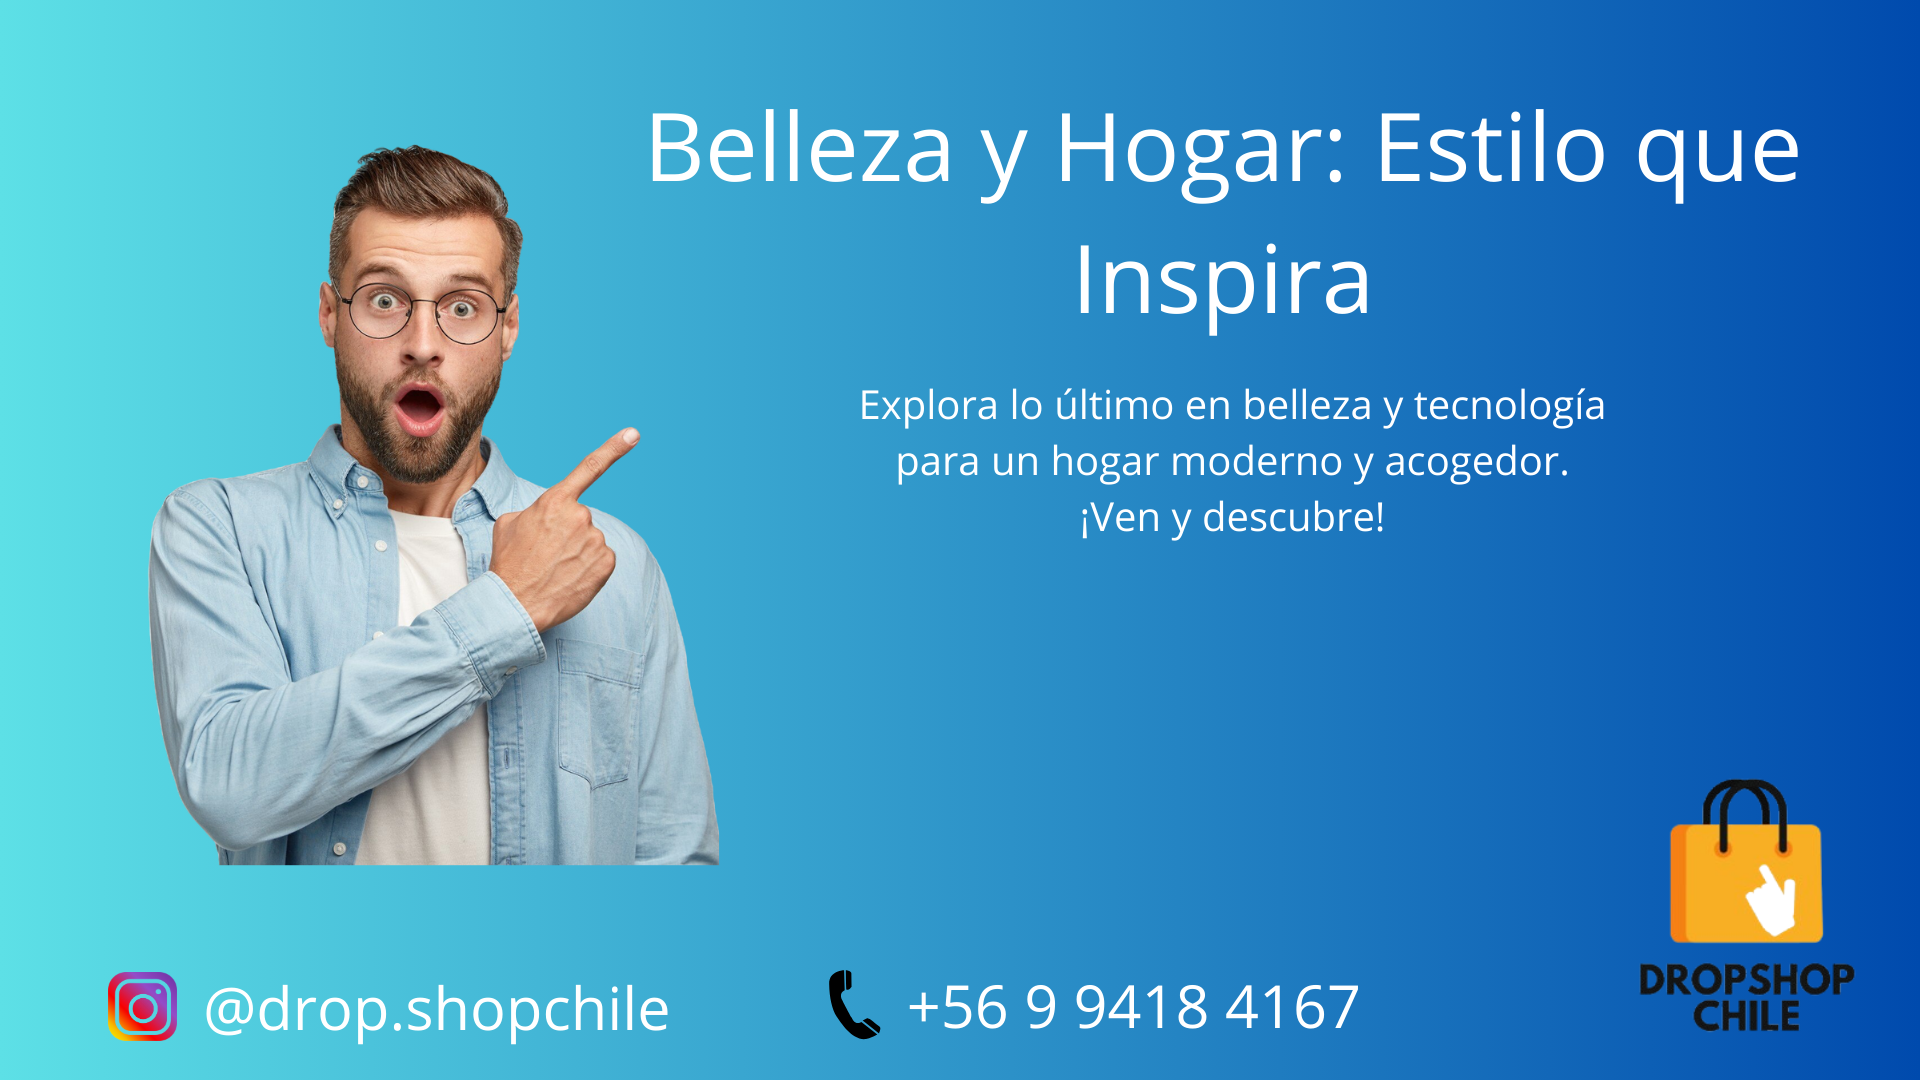 Belleza y Hogar: Estilo que
Inspira
Explora lo último en belleza y tecnología
para un hogar moderno y acogedor.
¡Ven y descubre!
@drop.shopchile
+56 9 9418 4167
DROPSHOP
CHILE